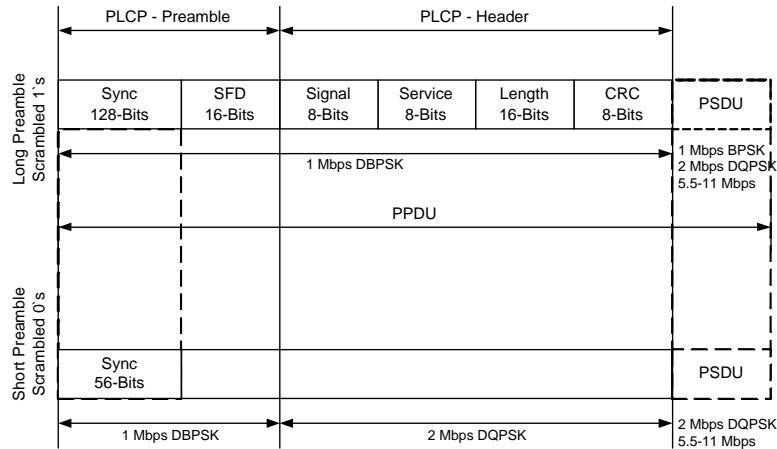 PLCP - Preamble
PLCP - Header
Long Preamble
Scrambled 1`s
Sync
128-Bits
SFD
16-Bits
Signal
8-Bits
Service
8-Bits
Length
16-Bits
CRC
8-Bits
PSDU
1 Mbps DBPSK
1 Mbps BPSK
2 Mbps DQPSK
5.5-11 Mbps
PPDU
Short Preamble
Scrambled 0`s
Sync
56-Bits
PSDU
1 Mbps DBPSK
2 Mbps DQPSK
2 Mbps DQPSK
5.5-11 Mbps